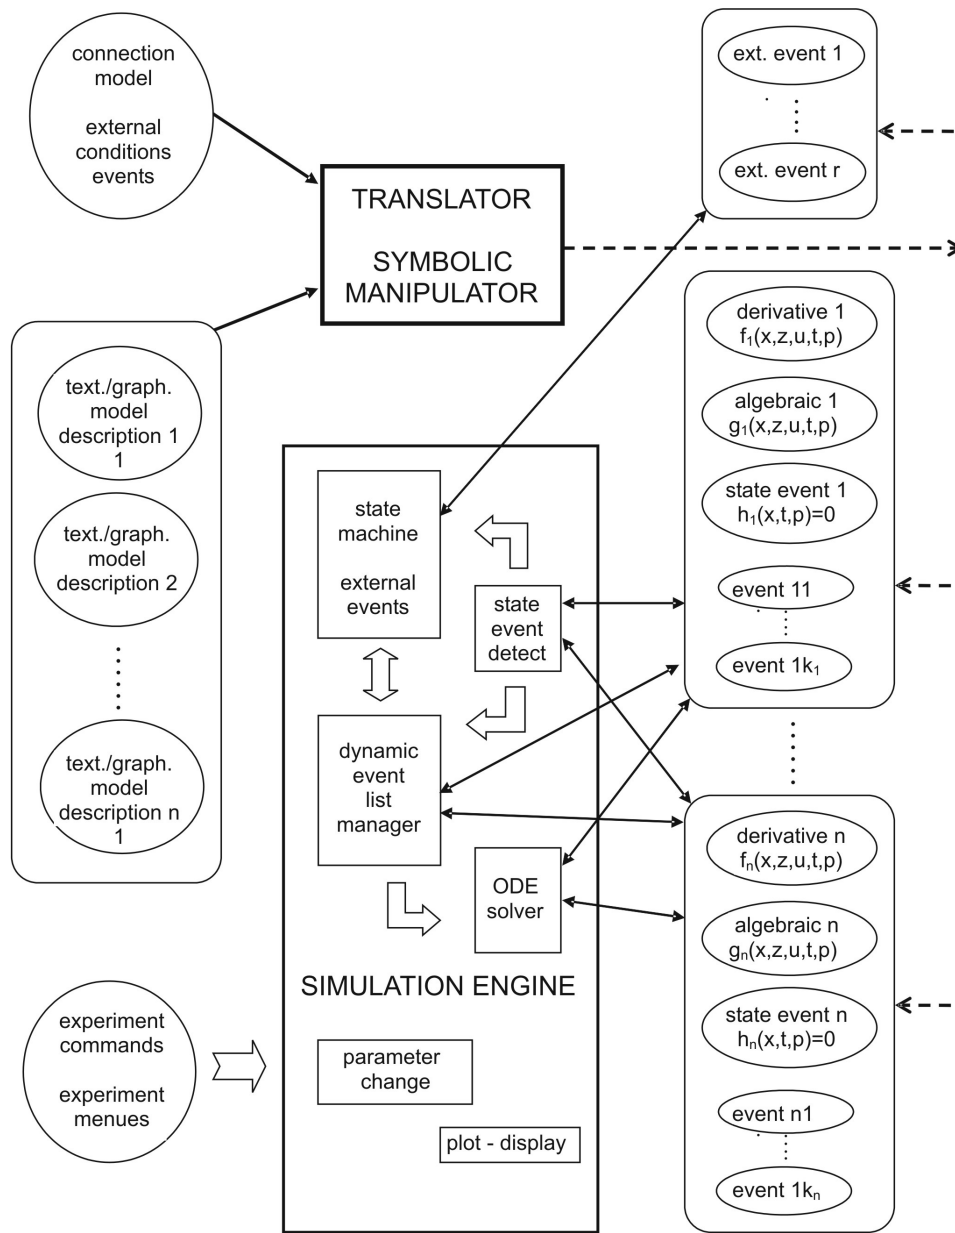 connection
model
external
conditions
events
TRANSLATOR
SYMBOLIC
MANIPULATOR
ext. event 1
ext. event r
text./graph.
model
description 1
1
text./graph.
model
description 2
text./graph.
model
description n
1
state
machine
external
events
state
event
detect
dynamic
event
list
manager
ODE
solver
SIMULATION ENGINE
parameter
change
plot - display
experiment
commands
experiment
menues
derivative 1
f₁(x,z,u,t,p)
algebraic 1
g₁(x,z,u,t,p)
state event 1
h₁(x,t,p)=0
event 11
event 1k₁
derivative n
fₙ(x,z,u,t,p)
algebraic n
gₙ(x,z,u,t,p)
state event n
hₙ(x,t,p)=0
event n1
event 1kₙ